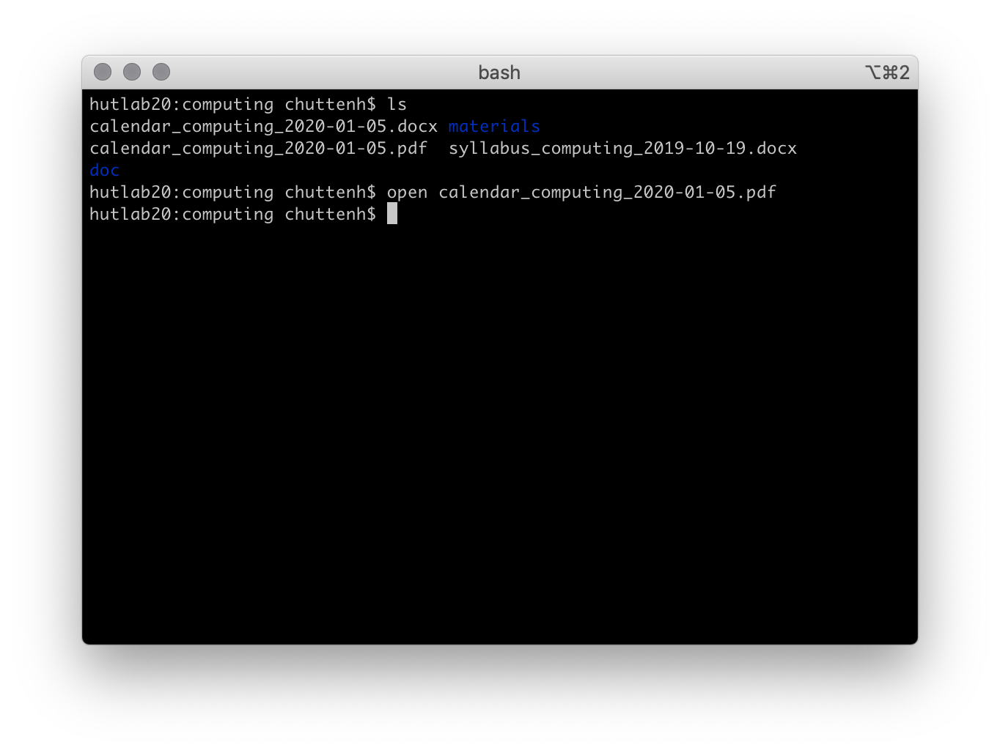 bash ⌥⌘2
hutlab20:computing chuttenh$ ls
calendar_computing_2020-01-05.docx materials
calendar_computing_2020-01-05.pdf  syllabus_computing_2019-10-19.docx
doc
hutlab20:computing chuttenh$ open calendar_computing_2020-01-05.pdf
hutlab20:computing chuttenh$